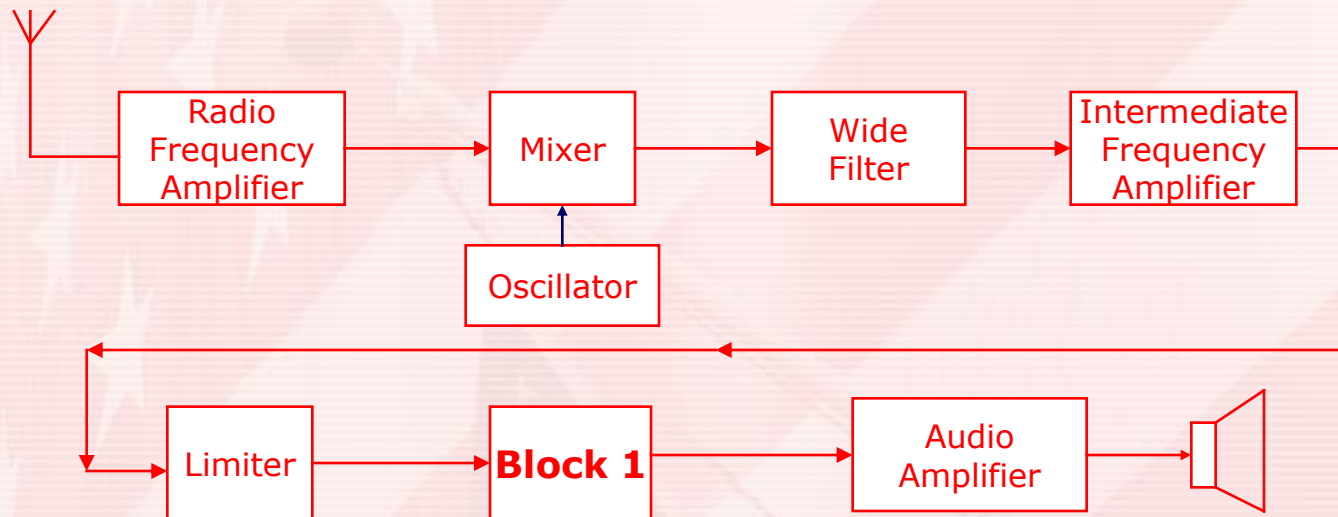 Radio
Frequency
Amplifier
Mixer
Wide
Filter
Intermediate
Frequency
Amplifier
Oscillator
Limiter
Block 1
Audio
Amplifier